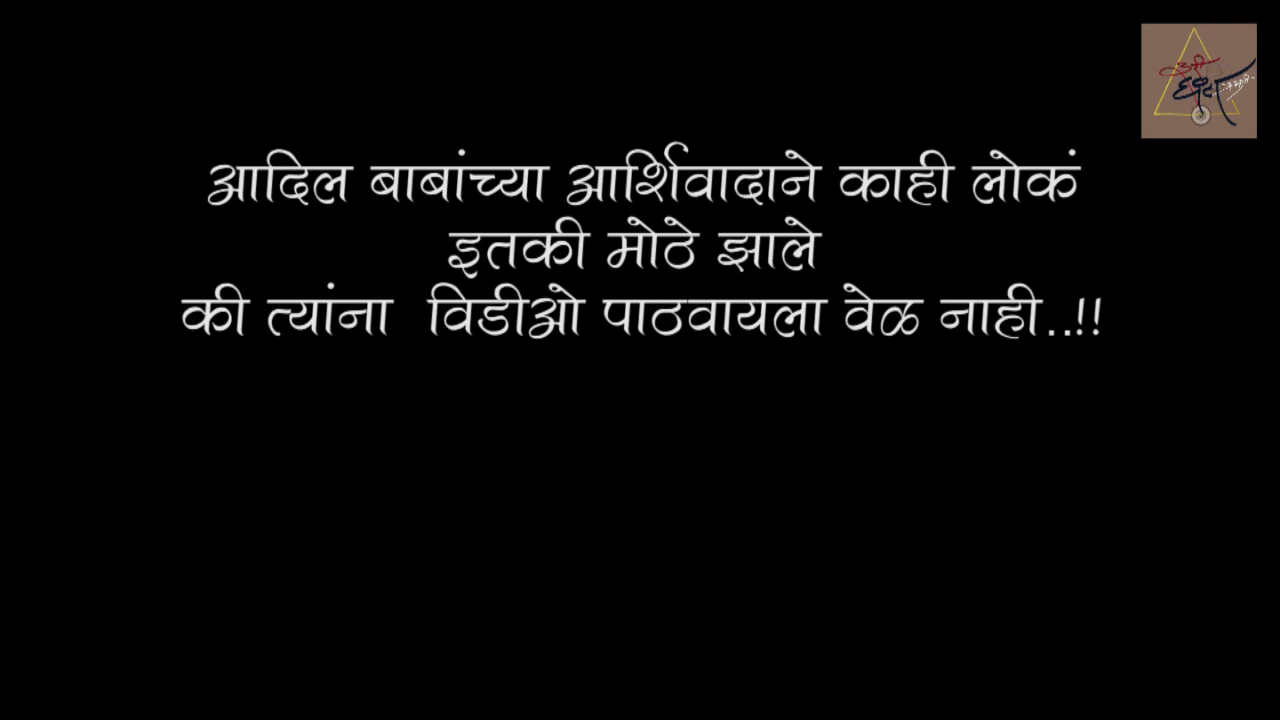 आदिल बाबांच्या आर्शिवादाने काही लोकं
इतकी मोठे झाले
की त्यांना विडीओ पाठवायला वेळ नाही..!!